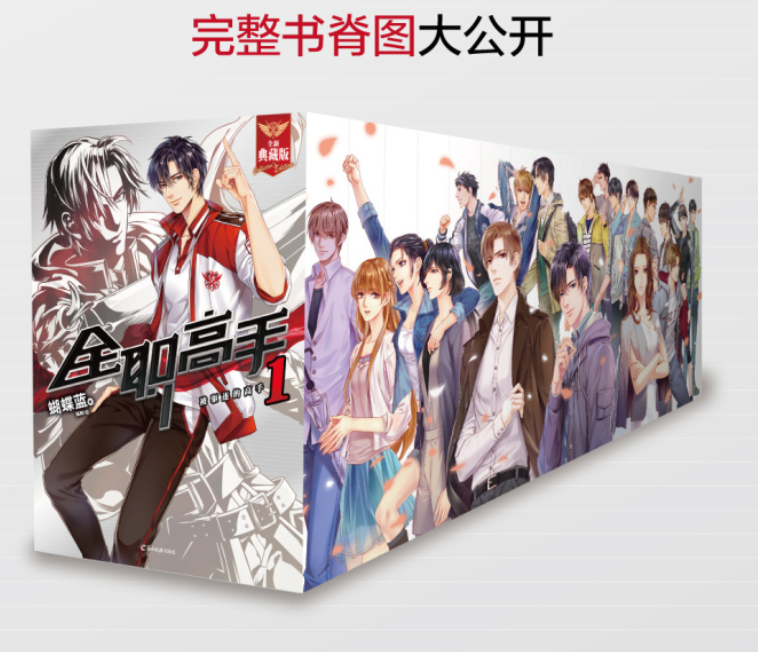 完整书脊图大公开
全新
典藏版
全职高手1
被驱逐的高手
蝴蝶蓝。